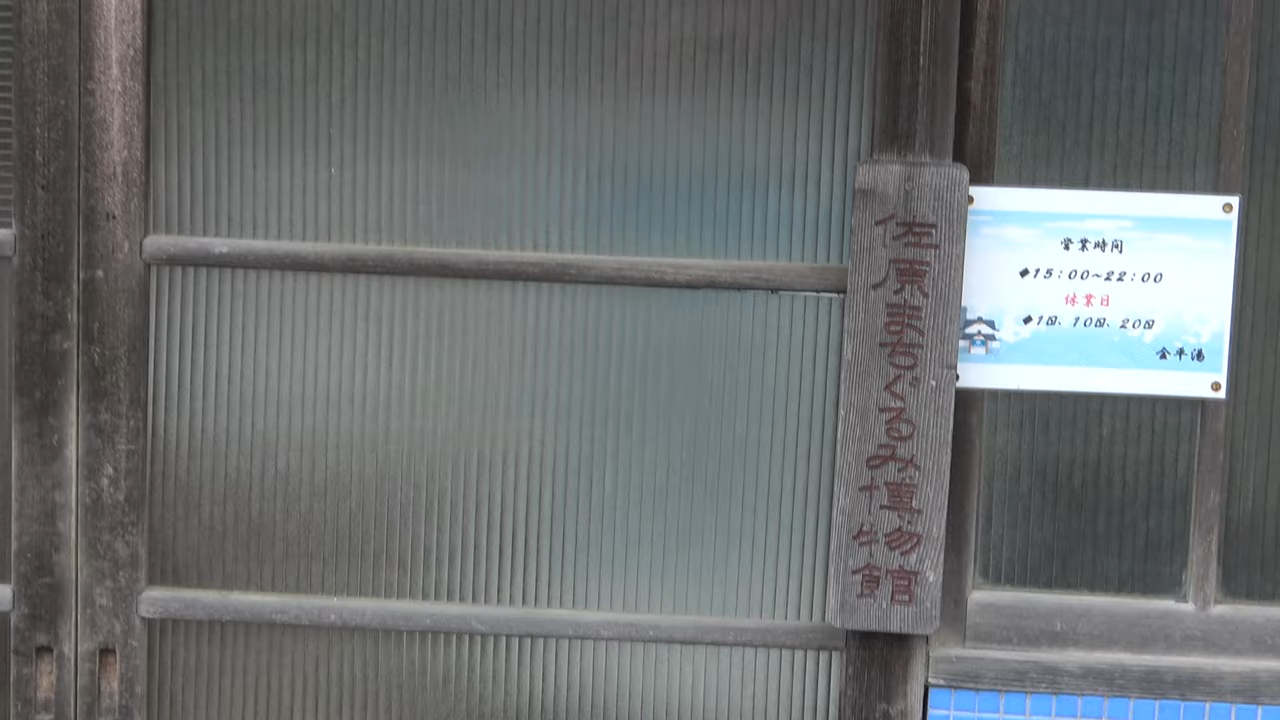 佐原まちぐるみ博物館
営業時間
◆15:00~22:00
休業日
◆1日、10日、20日
金平湯